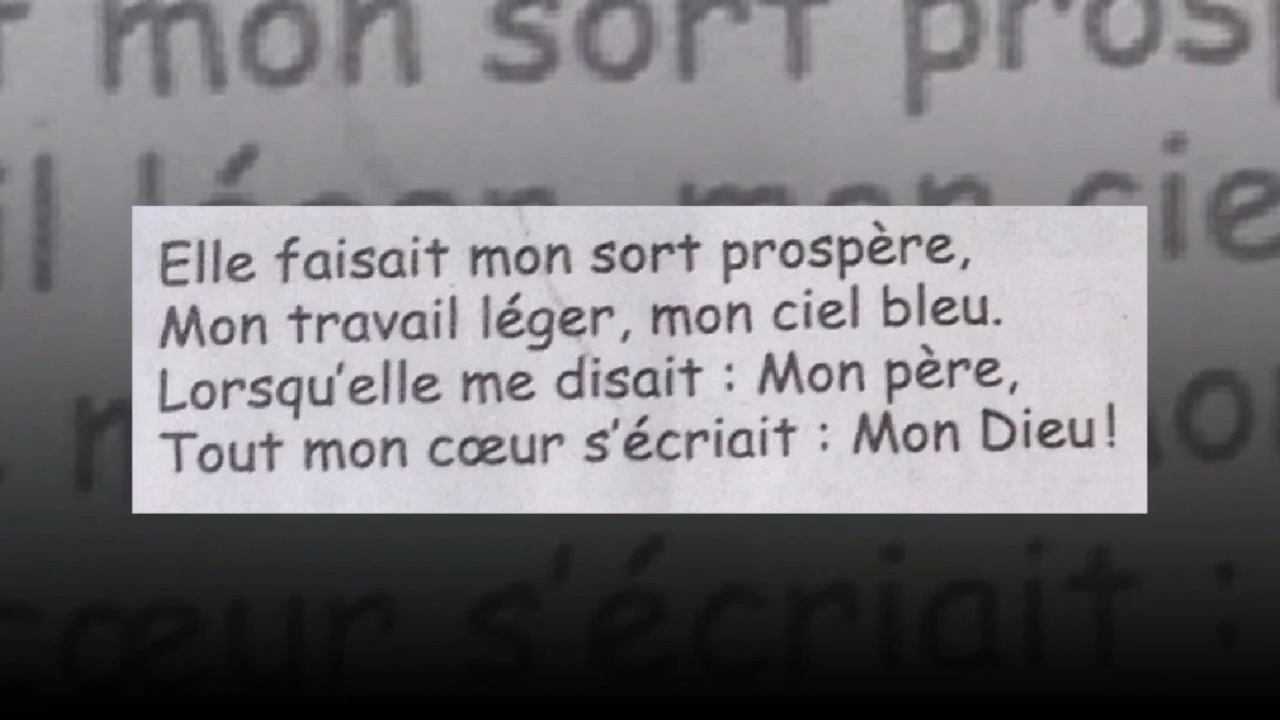 Elle faisait mon sort prospère,
Mon travail léger, mon ciel bleu.
Lorsqu'elle me disait : Mon père,
Tout mon cœur s'écriait : Mon Dieu!